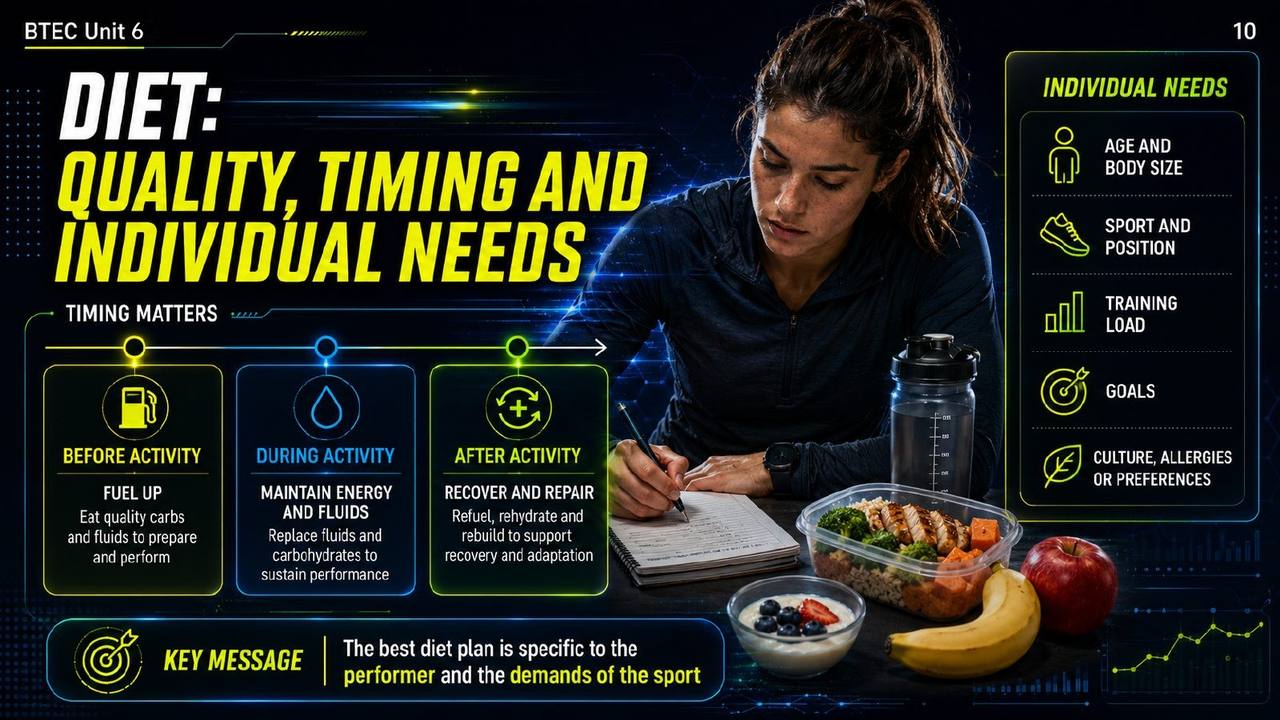 BTEC Unit 6
10
DIET:
QUALITY, TIMING AND
INDIVIDUAL NEEDS
TIMING MATTERS
BEFORE ACTIVITY
FUEL UP
Eat quality carbs
and fluids to prepare
and perform
DURING ACTIVITY
MAINTAIN ENERGY
AND FLUIDS
Replace fluids and
carbohydrates to
sustain performance
AFTER ACTIVITY
RECOVER AND REPAIR
Refuel, rehydrate and
rebuild to support
recovery and adaptation
KEY MESSAGE
The best diet plan is specific to the
performer and the demands of the sport
INDIVIDUAL NEEDS
AGE AND
BODY SIZE
SPORT AND
POSITION
TRAINING
LOAD
GOALS
CULTURE, ALLERGIES
OR PREFERENCES